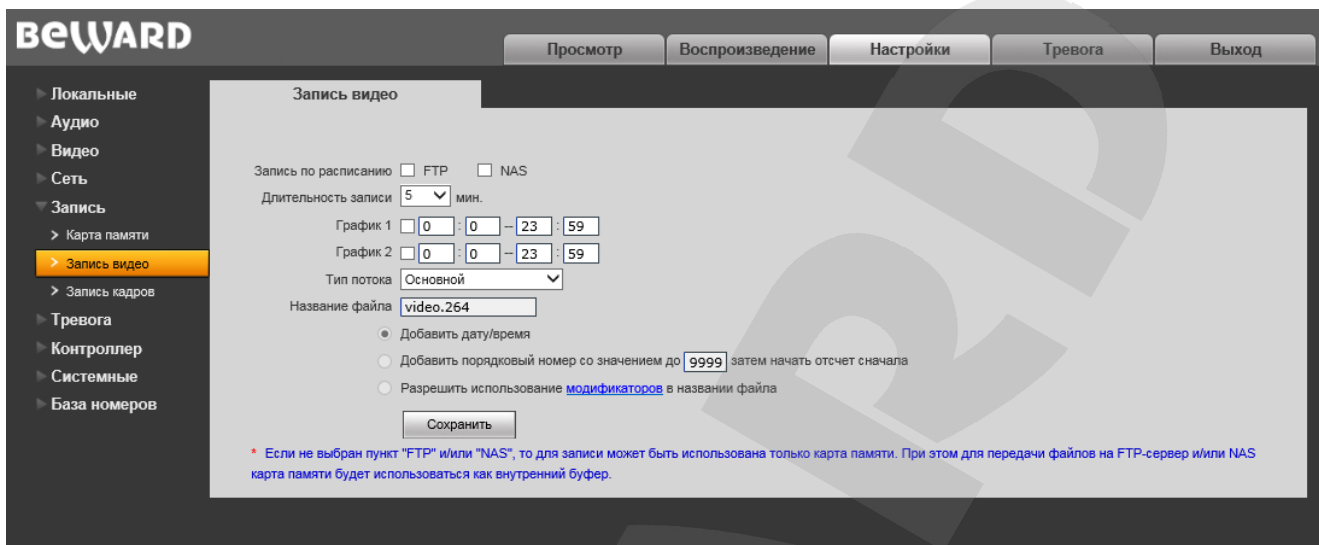 BEWARD
Просмотр Воспроизведение Настройки Тревога Выход
Локальные
Аудио
Видео
Сеть
Запись
Карта памяти
Запись видео
Запись кадров
Тревога
Контроллер
Системные
База номеров
Запись видео
Запись по расписанию FTP NAS
Длительность записи 5 мин.
График 1 0 : 0 -- 23 : 59
График 2 0 : 0 -- 23 : 59
Тип потока Основной
Название файла video.264
Добавить дату/время
Добавить порядковый номер со значением до 9999 затем начать отсчет сначала
Разрешить использование модификаторов в названии файла
Сохранить
* Если не выбран пункт "FTP" и/или "NAS", то для записи может быть использована только карта памяти. При этом для передачи файлов на FTP-сервер и/или NAS
карта памяти будет использоваться как внутренний буфер.